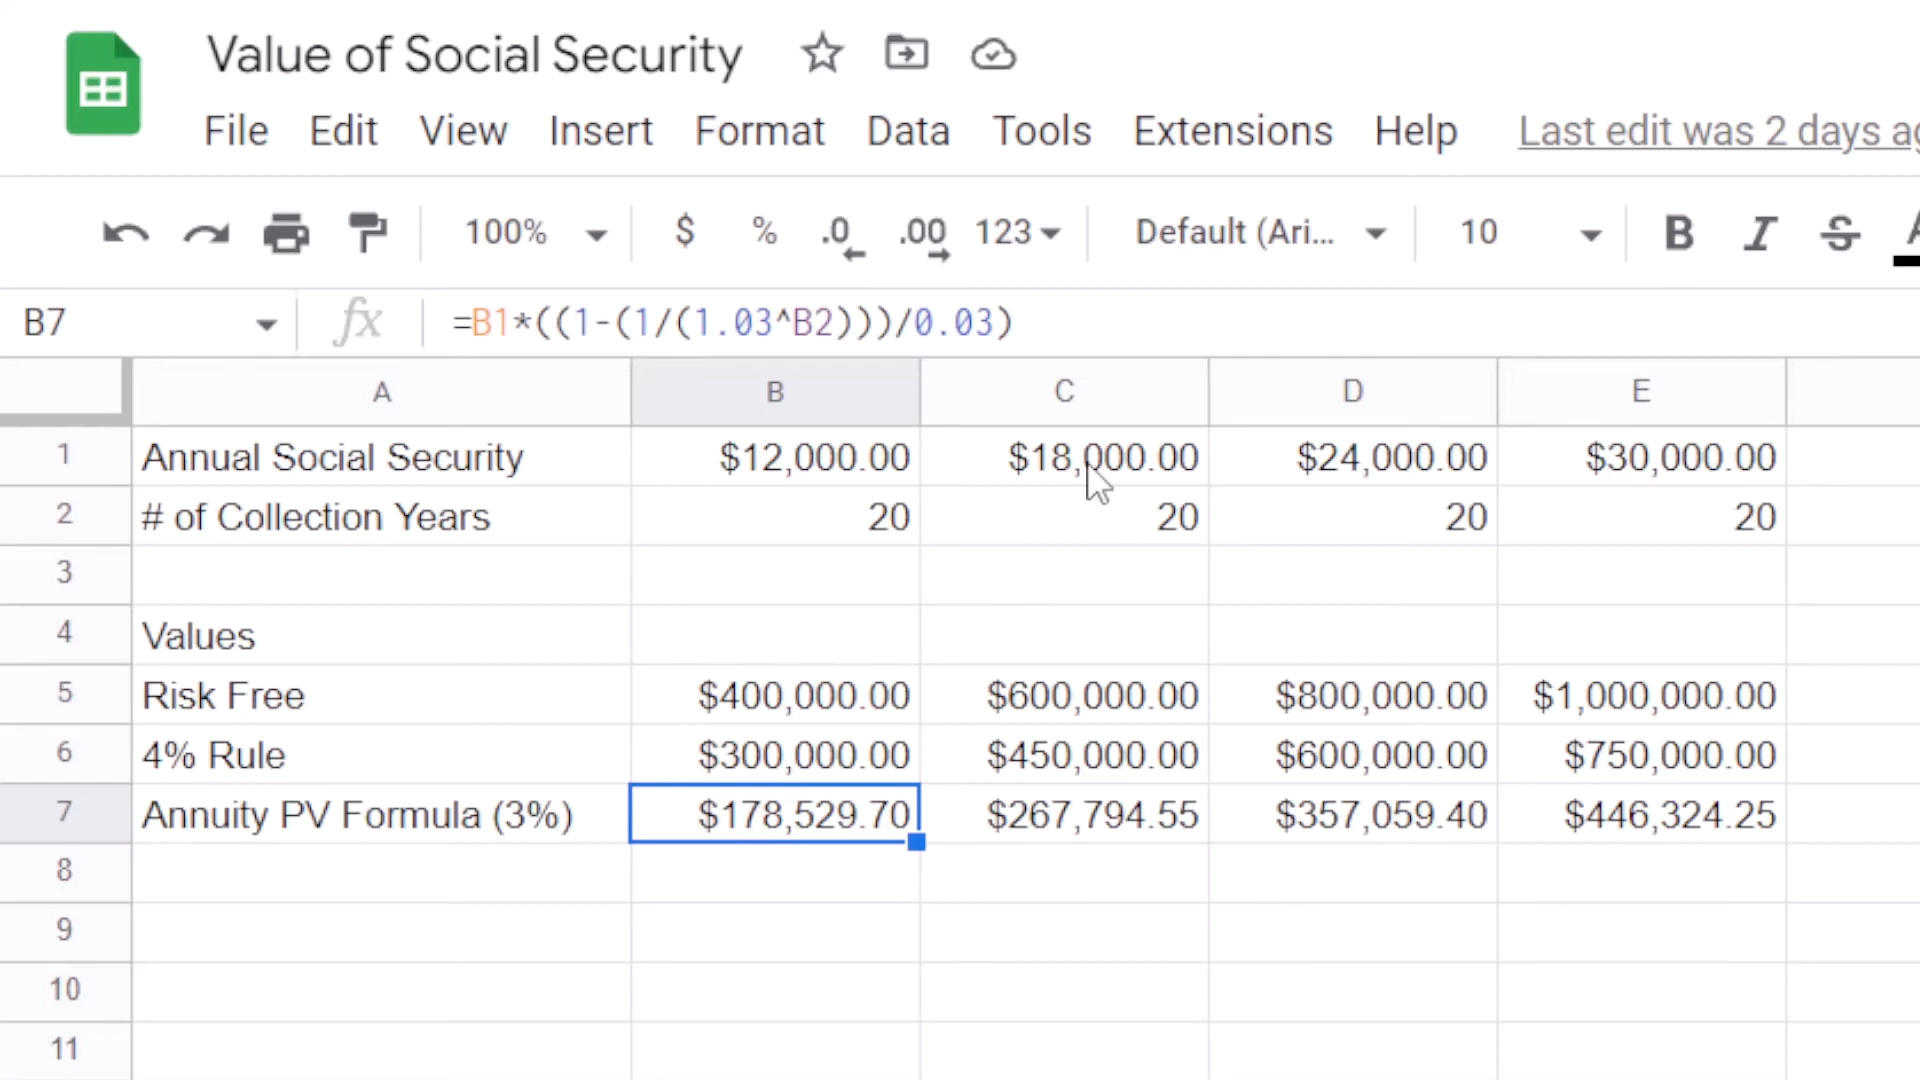 Value of Social Security
File Edit View Insert Format Data Tools Extensions Help Last edit was 2 days
100% $ % .0 .00 123 Default (Ari... 10 B I S A
B7 fx =B1*((1-(1/(1.03^B2)))/0.03)
A B C D E
1 Annual Social Security $12,000.00 $18,000.00 $24,000.00 $30,000.00
2 # of Collection Years 20 20 20 20
3
4 Values
5 Risk Free $400,000.00 $600,000.00 $800,000.00 $1,000,000.00
6 4% Rule $300,000.00 $450,000.00 $600,000.00 $750,000.00
7 Annuity PV Formula (3%) $178,529.70 $267,794.55 $357,059.40 $446,324.25
8
9
10
11